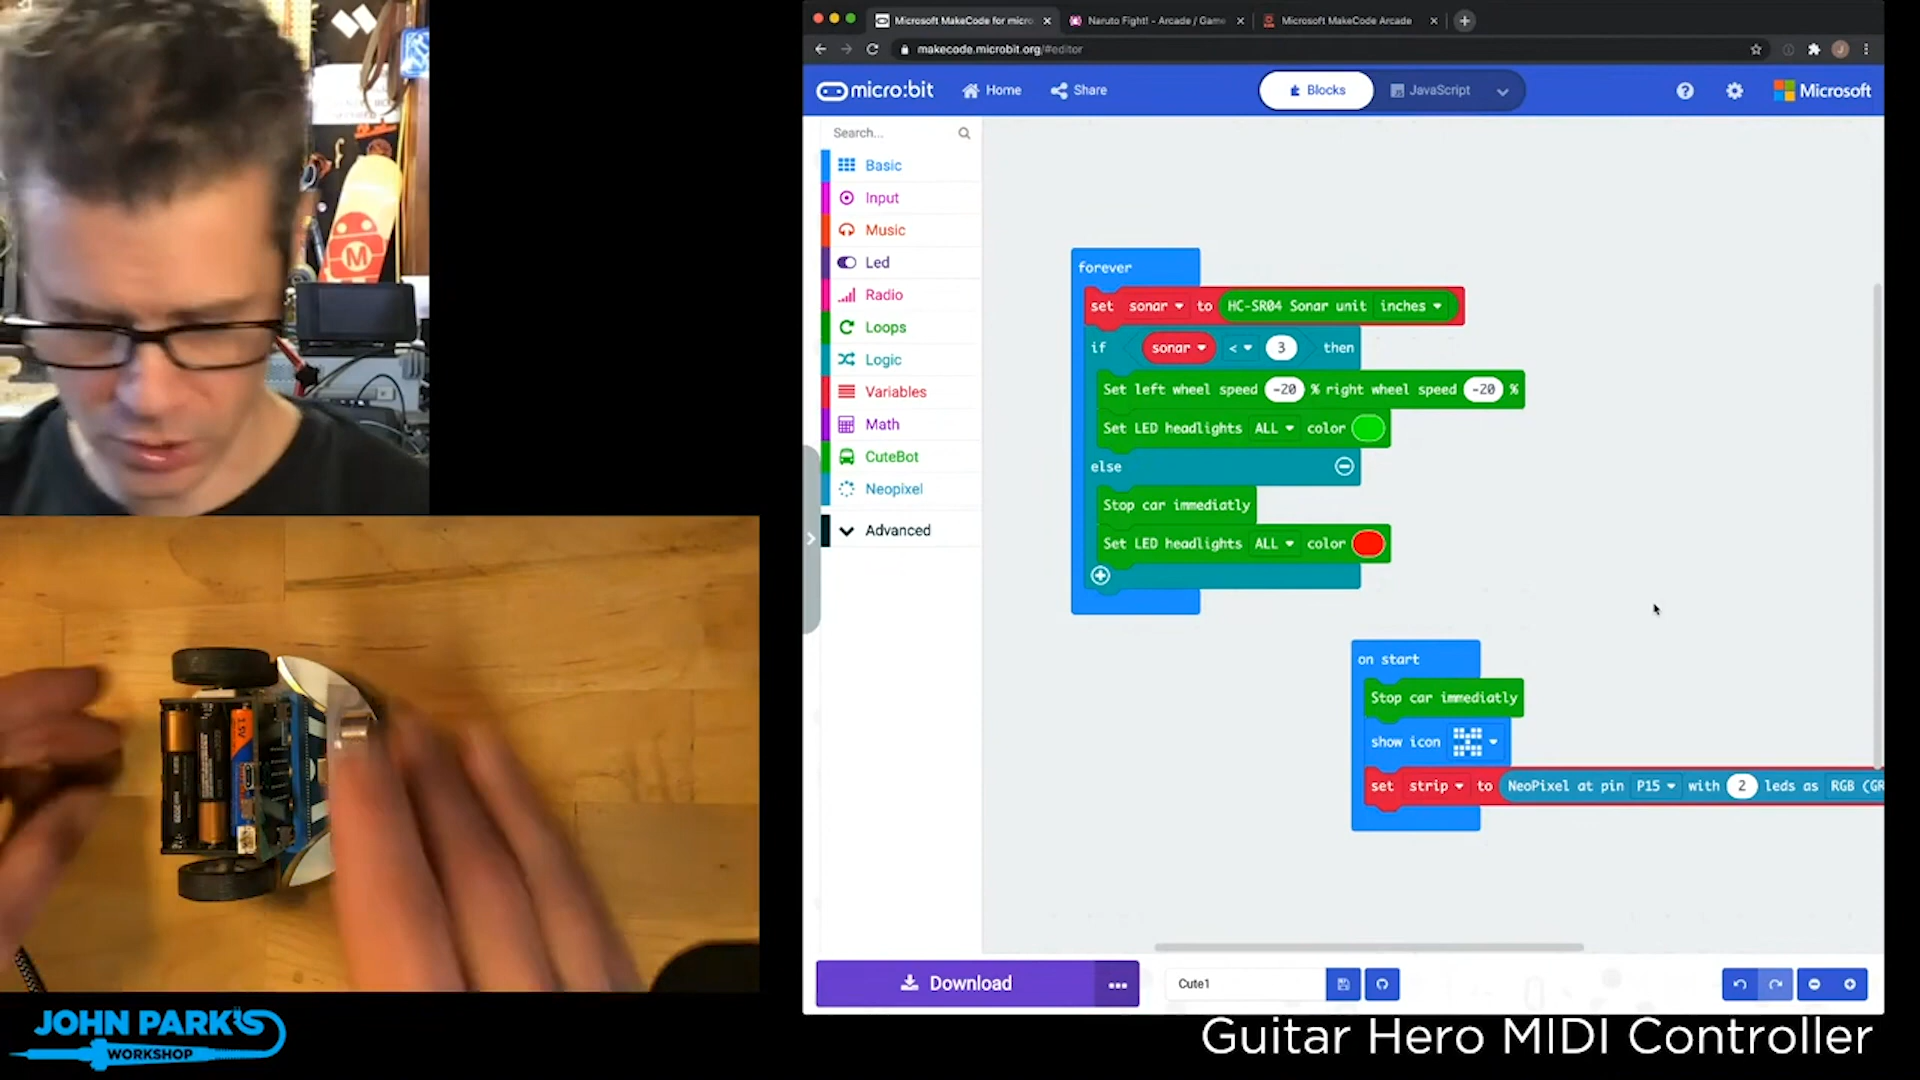 Microsoft MakeCode for micro
Naruto Fight! - Arcade / Game
Microsoft MakeCode Arcade
makecode.microbit.org/#editor
micro:bit
Home
Share
Blocks
JavaScript
Microsoft
Search...
Basic
Input
Music
Led
Radio
Loops
Logic
Variables
Math
CuteBot
Neopixel
Advanced
forever
set sonar to HC-SR04 Sonar unit inches
if sonar < 3 then
Set left wheel speed -20 % right wheel speed -20 %
Set LED headlights ALL color
else
Stop car immediatly
Set LED headlights ALL color
on start
Stop car immediatly
show icon
set strip to NeoPixel at pin P15 with 2 leds as RGB (GR
Download
Cute1
M
1.5V
JOHN PARK'S
WORKSHOP
Guitar Hero MIDI Controller